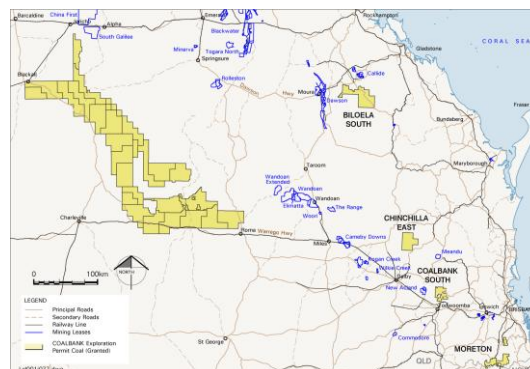 Barcaldine
China First
Alpha
South Galilee
Emerald
Blackwater
Rockhampton
Minerva
Togara North
Springsure
Gladstone
CORAL SEA
Rolleston
Callide
Blackall
Dawson Hwy
Moura
Dawson
BILOELA
SOUTH
Bundaberg
Fraser
Taroom
Maryborough
Wandoan
Extended
Wandoan
Wandoan
Elimatta
The Range
Woori
CHINCHILLA
EAST
Charleville
Roma
Warrego Hwy
Miles
Cameby Downs
Kogan Creek
Wilkie Creek
Meandu
Dalby
COALBANK
SOUTH
New Acland
Toowoomba
Ipswich
0
100km
NORTH
LEGEND
Principal Roads
Secondary Roads
Railway Line
Mining Leases
COALBANK Exploration
Permit Coal (Granted)
St George
Commodore
MORETON
QLD